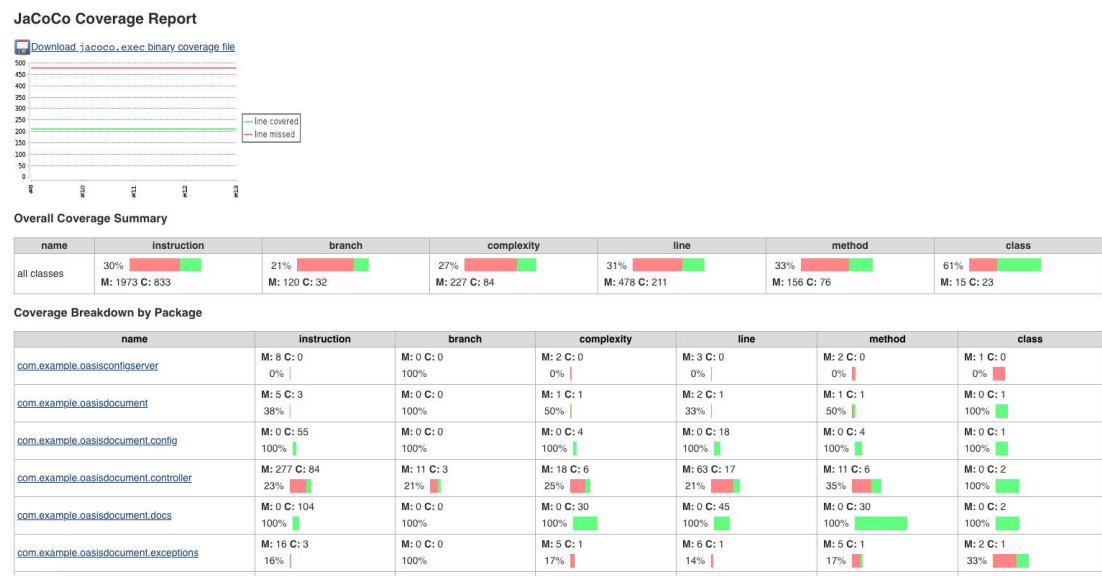 JaCoCo Coverage Report
Download jacoco.exec binary coverage file
500
450
400
350
300
250
200
150
100
50
0
#8
#10
#11
#12
#13
line covered
line missed
Overall Coverage Summary
name instruction branch complexity line method class
all classes 30% 21% 27% 31% 33% 61%
M: 1973 C: 833 M: 120 C: 32 M: 227 C: 84 M: 478 C: 211 M: 156 C: 76 M: 15 C: 23
Coverage Breakdown by Package
name instruction branch complexity line method class
com.example.oasisconfigserver M: 8 C: 0 M: 0 C: 0 M: 2 C: 0 M: 3 C: 0 M: 2 C: 0 M: 1 C: 0
0% 100% 0% 0% 0% 0%
com.example.oasisdocument M: 5 C: 3 M: 0 C: 0 M: 1 C: 1 M: 2 C: 1 M: 1 C: 1 M: 0 C: 1
38% 100% 50% 33% 50% 100%
com.example.oasisdocument.config M: 0 C: 55 M: 0 C: 0 M: 0 C: 4 M: 0 C: 18 M: 0 C: 4 M: 0 C: 1
100% 100% 100% 100% 100% 100%
com.example.oasisdocument.controller M: 277 C: 84 M: 11 C: 3 M: 18 C: 6 M: 63 C: 17 M: 11 C: 6 M: 0 C: 2
23% 21% 25% 21% 35% 100%
com.example.oasisdocument.docs M: 0 C: 104 M: 0 C: 0 M: 0 C: 30 M: 0 C: 45 M: 0 C: 30 M: 0 C: 2
100% 100% 100% 100% 100% 100%
com.example.oasisdocument.exceptions M: 16 C: 3 M: 0 C: 0 M: 5 C: 1 M: 6 C: 1 M: 5 C: 1 M: 2 C: 1
16% 100% 17% 14% 17% 33%